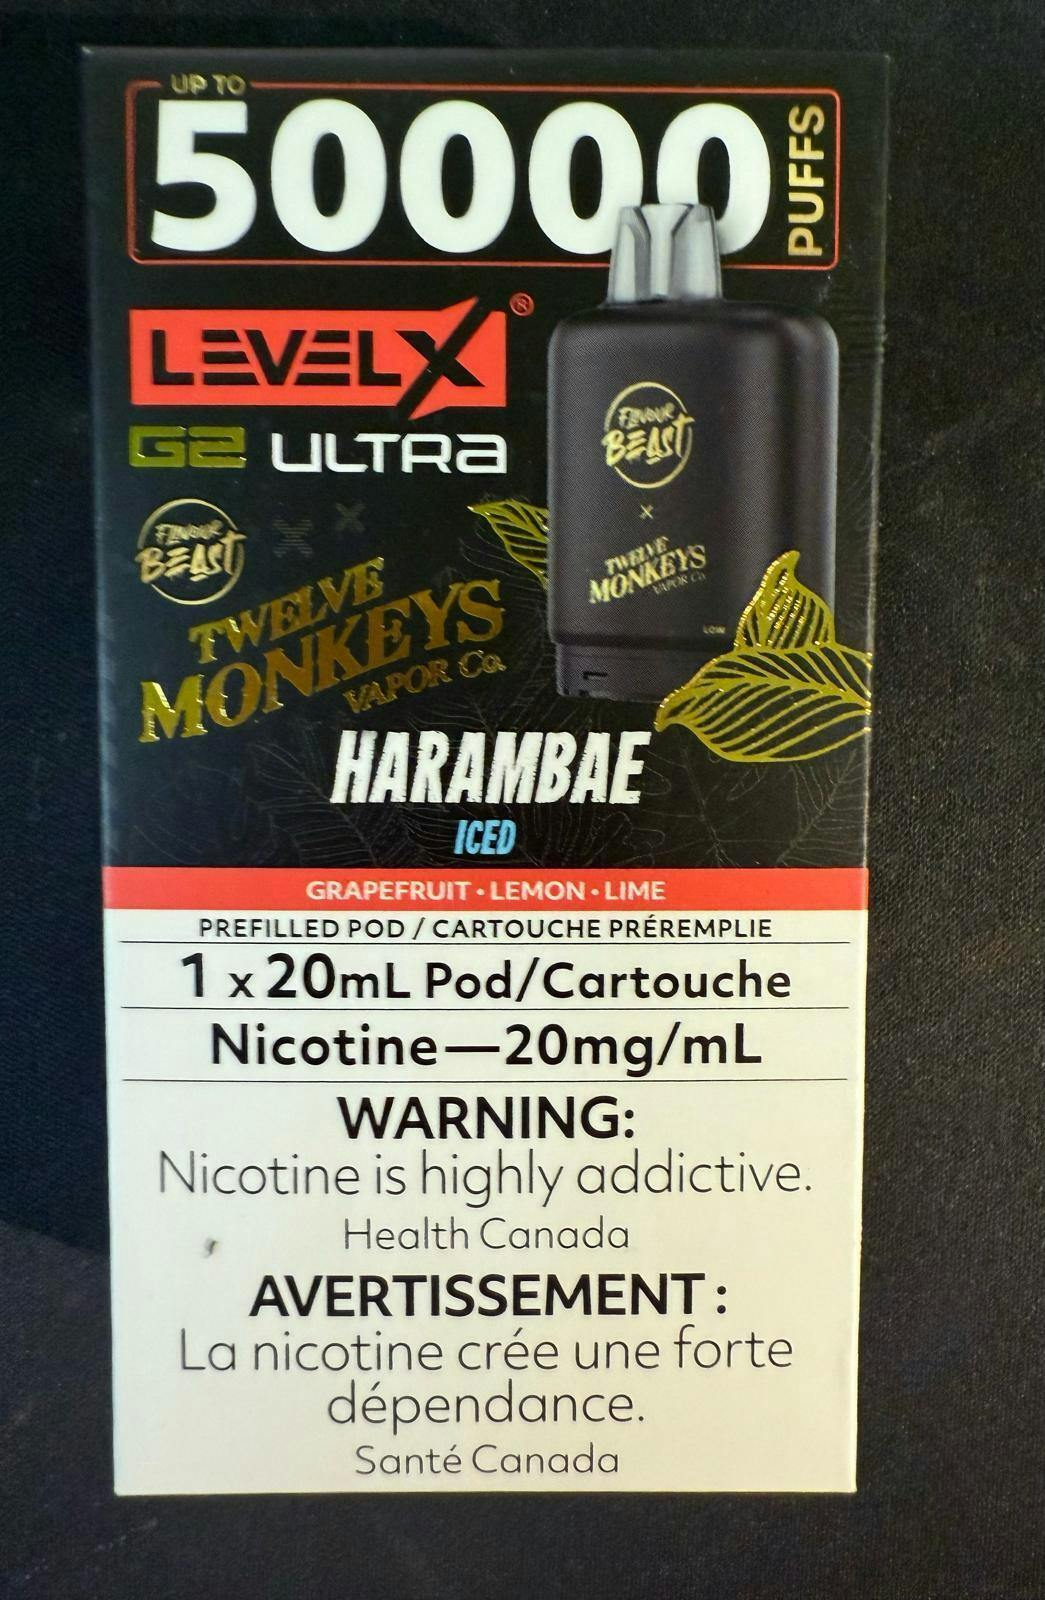 UP TO
50000
PUFFS
LEVELX®
G2 ULTRA
FLAVOUR
BEAST
X X
TWELVE
MONKEYS
VAPOR Co.
FLAVOUR
BEAST
X
TWELVE
MONKEYS
VAPOR Co.
LOW
HARAMBAE
ICED
GRAPEFRUIT • LEMON • LIME
PREFILLED POD / CARTOUCHE PRÉREMPLIE
1 x 20mL Pod/Cartouche
Nicotine—20mg/mL
WARNING:
Nicotine is highly addictive.
Health Canada
AVERTISSEMENT :
La nicotine crée une forte
dépendance.
Santé Canada